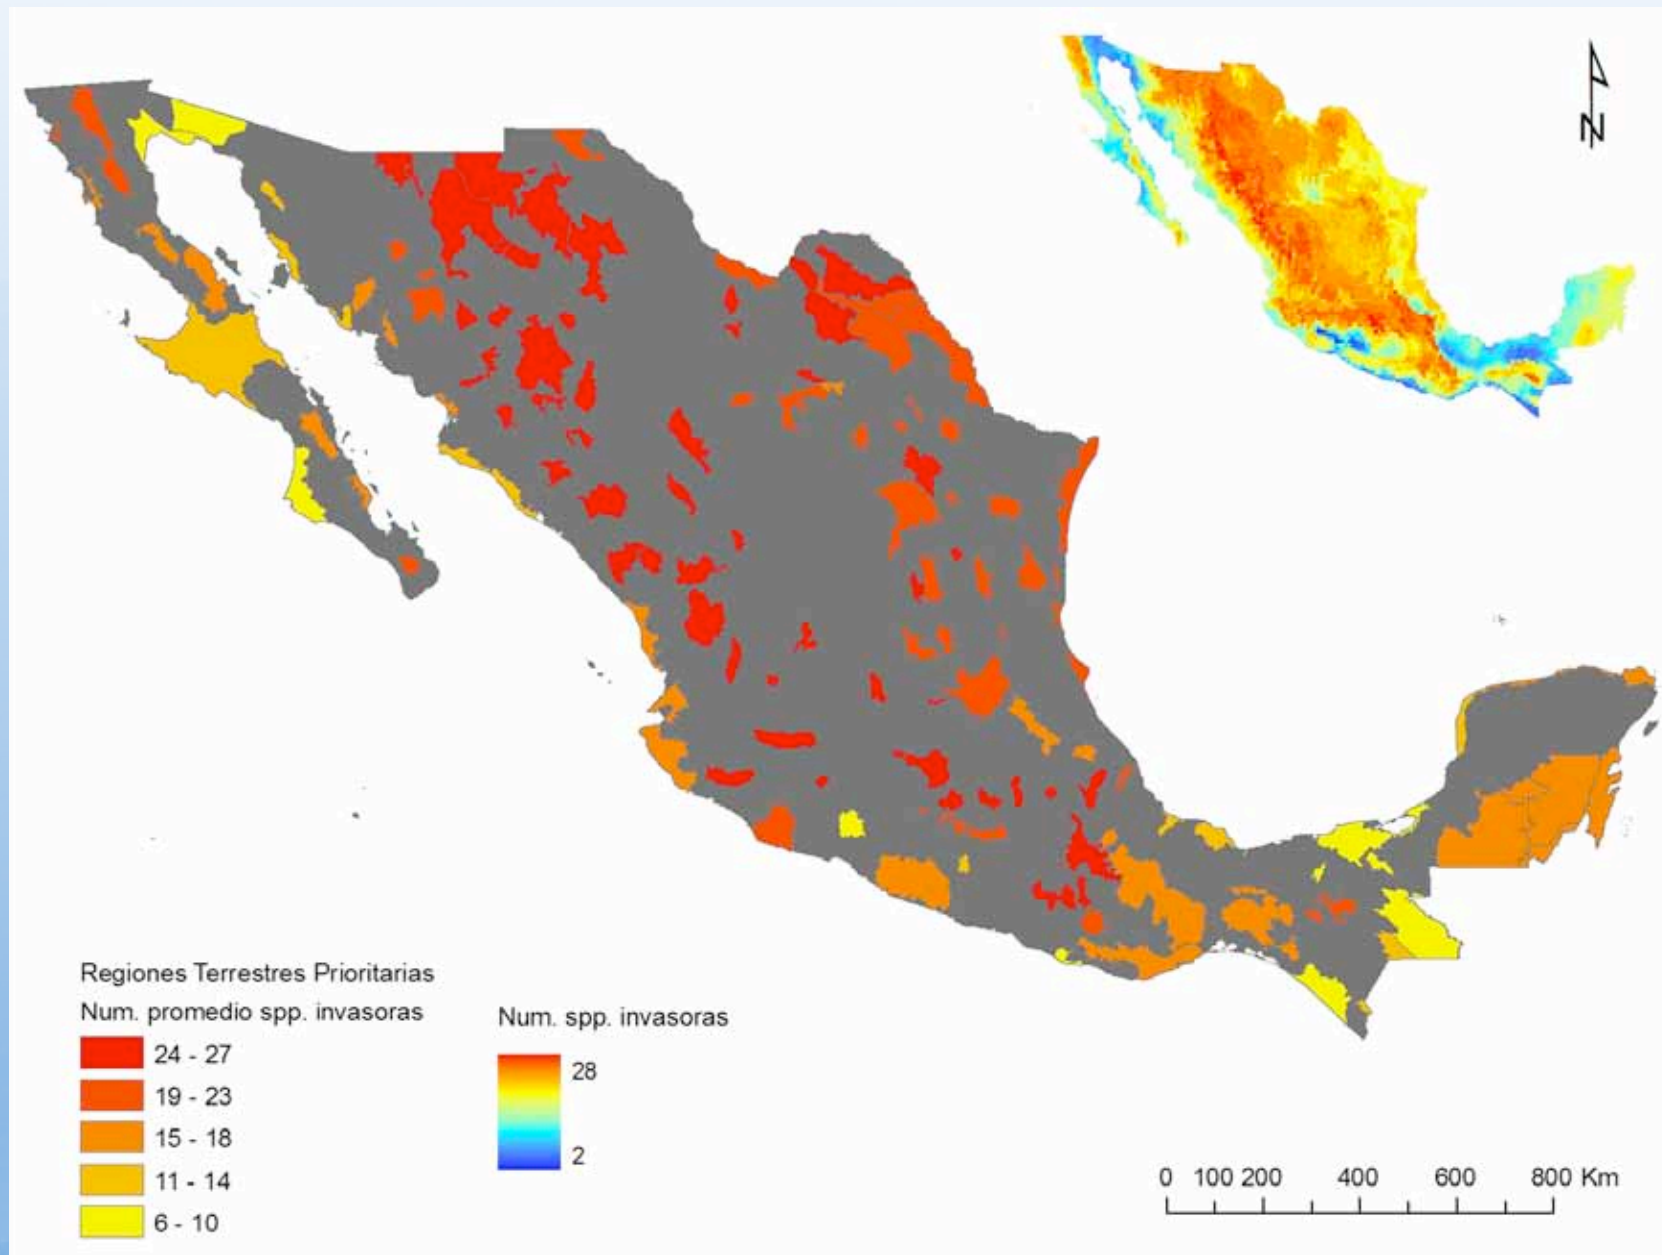 N
Regiones Terrestres Prioritarias
Num. promedio spp. invasoras
24 - 27
19 - 23
15 - 18
11 - 14
6 - 10
Num. spp. invasoras
28
2
0 100 200 400 600 800 Km